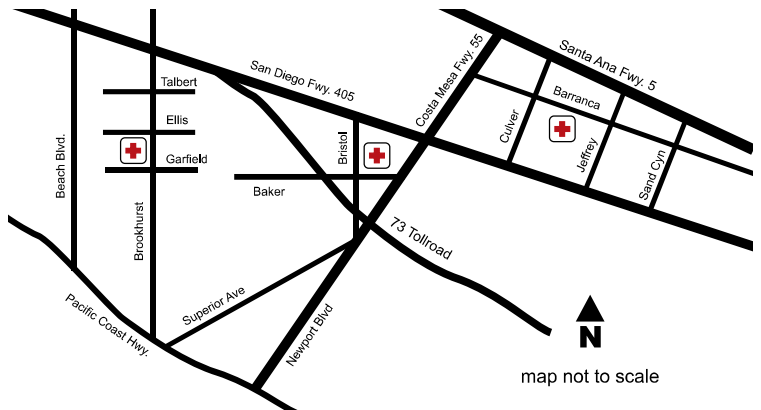 San Diego Fwy. 405
Costa Mesa Fwy. 55
Santa Ana Fwy. 5
Talbert
Ellis
Garfield
Beach Blvd.
Brookhurst
Bristol
Baker
Culver
Barranca
Jeffrey
Sand Cyn
73 Tollroad
Superior Ave
Newport Blvd
Pacific Coast Hwy.
N
map not to scale